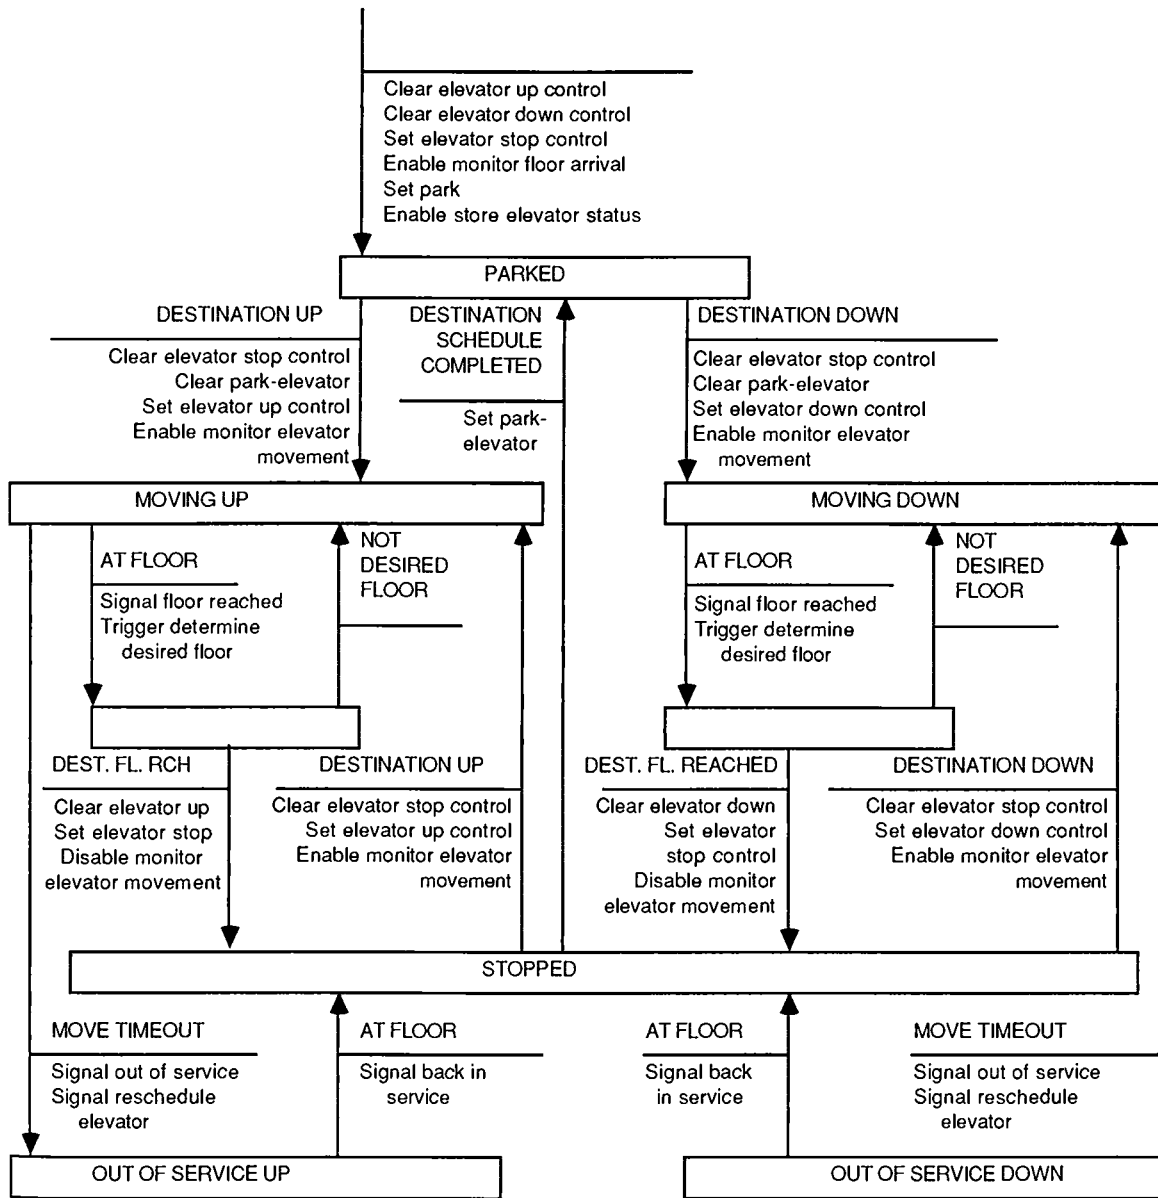 Clear elevator up control
Clear elevator down control
Set elevator stop control
Enable monitor floor arrival
Set park
Enable store elevator status
PARKED
DESTINATION UP
Clear elevator stop control
Clear park-elevator
Set elevator up control
Enable monitor elevator
movement
DESTINATION
SCHEDULE
COMPLETED
Set park-
elevator
DESTINATION DOWN
Clear elevator stop control
Clear park-elevator
Set elevator down control
Enable monitor elevator
movement
MOVING UP
MOVING DOWN
AT FLOOR
Signal floor reached
Trigger determine
desired floor
NOT
DESIRED
FLOOR
AT FLOOR
Signal floor reached
Trigger determine
desired floor
NOT
DESIRED
FLOOR
DEST. FL. RCH
Clear elevator up
Set elevator stop
Disable monitor
elevator movement
DESTINATION UP
Clear elevator stop control
Set elevator up control
Enable monitor elevator
movement
DEST. FL. REACHED
Clear elevator down
Set elevator
stop control
Disable monitor
elevator movement
DESTINATION DOWN
Clear elevator stop control
Set elevator down control
Enable monitor elevator
movement
STOPPED
MOVE TIMEOUT
Signal out of service
Signal reschedule
elevator
AT FLOOR
Signal back in
service
AT FLOOR
Signal back
in service
MOVE TIMEOUT
Signal out of service
Signal reschedule
elevator
OUT OF SERVICE UP
OUT OF SERVICE DOWN